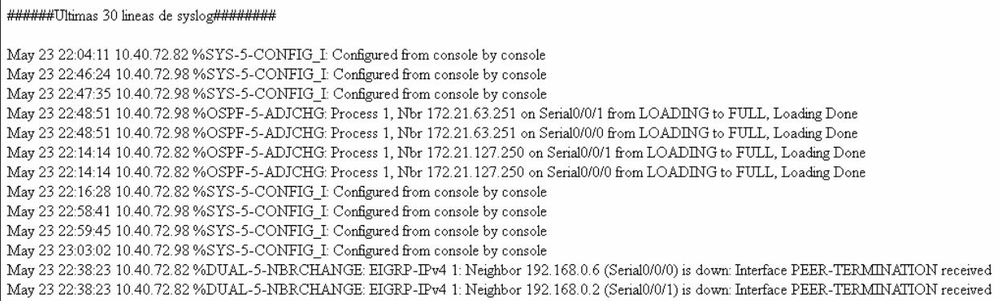 ######Ultimas 30 lineas de syslog########
May 23 22:04:11 10.40.72.82 %SYS-5-CONFIG_I: Configured from console by console
May 23 22:46:24 10.40.72.98 %SYS-5-CONFIG_I: Configured from console by console
May 23 22:47:35 10.40.72.98 %SYS-5-CONFIG_I: Configured from console by console
May 23 22:48:51 10.40.72.98 %OSPF-5-ADJCHG: Process 1, Nbr 172.21.63.251 on Serial0/0/1 from LOADING to FULL, Loading Done
May 23 22:48:51 10.40.72.98 %OSPF-5-ADJCHG: Process 1, Nbr 172.21.63.251 on Serial0/0/0 from LOADING to FULL, Loading Done
May 23 22:14:14 10.40.72.82 %OSPF-5-ADJCHG: Process 1, Nbr 172.21.127.250 on Serial0/0/1 from LOADING to FULL, Loading Done
May 23 22:14:14 10.40.72.82 %OSPF-5-ADJCHG: Process 1, Nbr 172.21.127.250 on Serial0/0/0 from LOADING to FULL, Loading Done
May 23 22:16:28 10.40.72.82 %SYS-5-CONFIG_I: Configured from console by console
May 23 22:58:41 10.40.72.98 %SYS-5-CONFIG_I: Configured from console by console
May 23 22:59:45 10.40.72.98 %SYS-5-CONFIG_I: Configured from console by console
May 23 23:03:02 10.40.72.98 %SYS-5-CONFIG_I: Configured from console by console
May 23 22:38:23 10.40.72.82 %DUAL-5-NBRCHANGE: EIGRP-IPv4 1: Neighbor 192.168.0.6 (Serial0/0/0) is down: Interface PEER-TERMINATION received
May 23 22:38:23 10.40.72.82 %DUAL-5-NBRCHANGE: EIGRP-IPv4 1: Neighbor 192.168.0.2 (Serial0/0/1) is down: Interface PEER-TERMINATION received